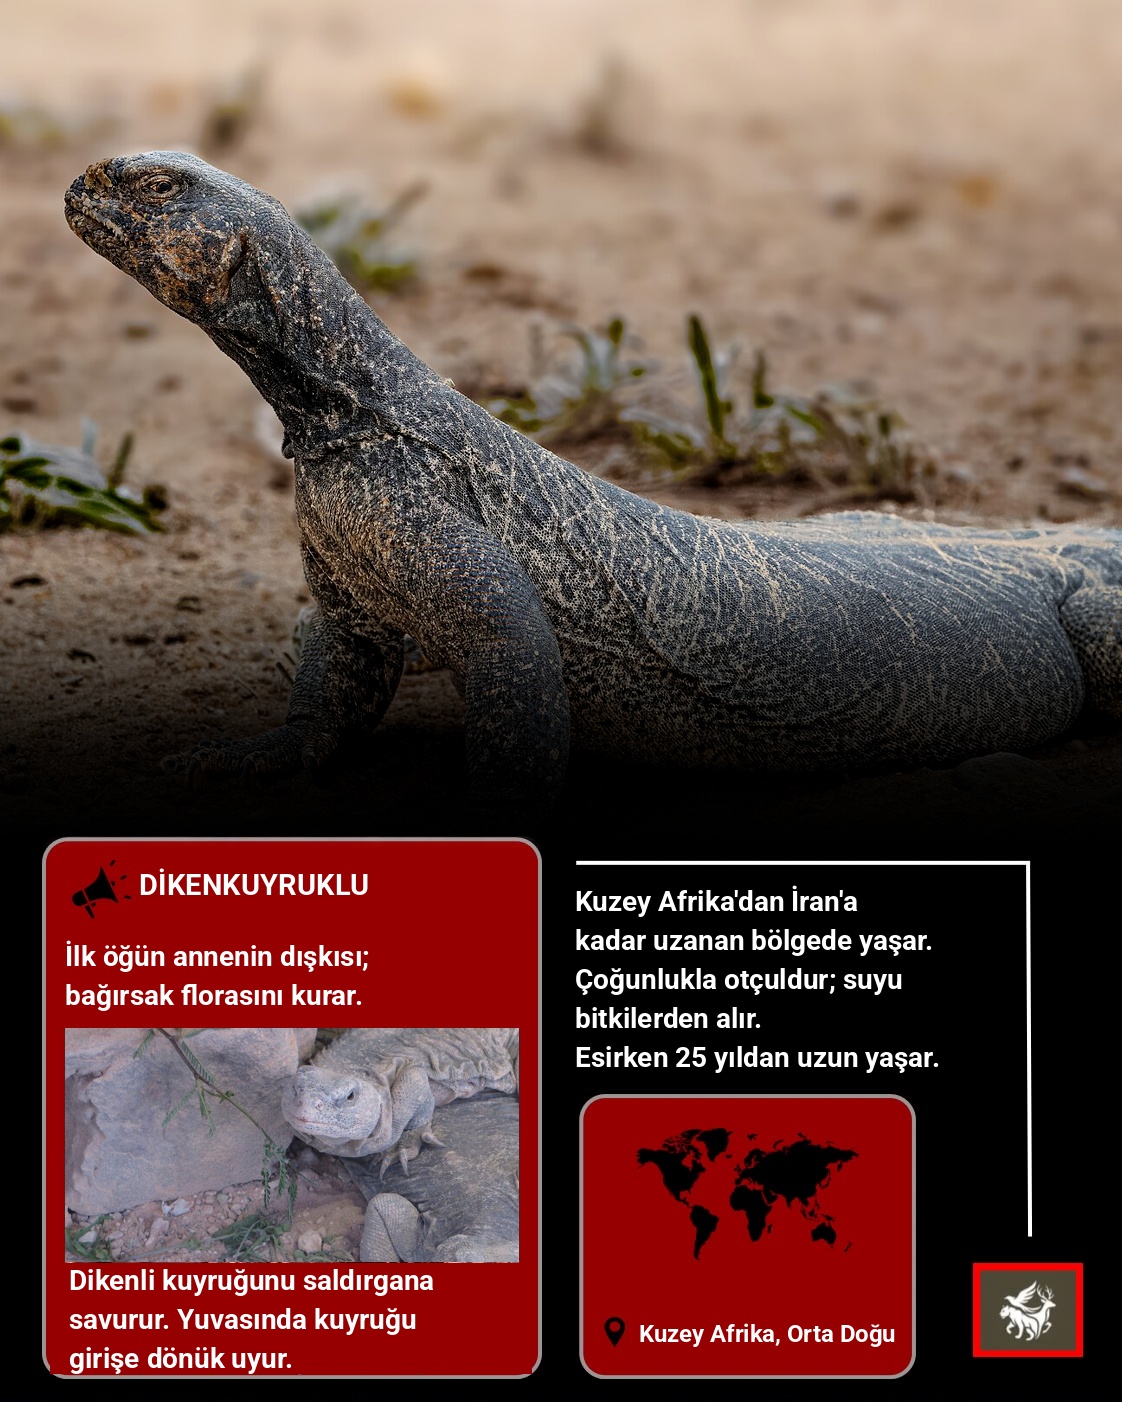 DİKENKUYRUKLU
İlk öğün annenin dışkısı;
bağırsak florasını kurar.
Dikenli kuyruğunu saldırgana
savurur. Yuvasında kuyruğu
girişe dönük uyur.
Kuzey Afrika'dan İran'a
kadar uzanan bölgede yaşar.
Çoğunlukla otçuldur; suyu
bitkilerden alır.
Esirken 25 yıldan uzun yaşar.
Kuzey Afrika, Orta Doğu